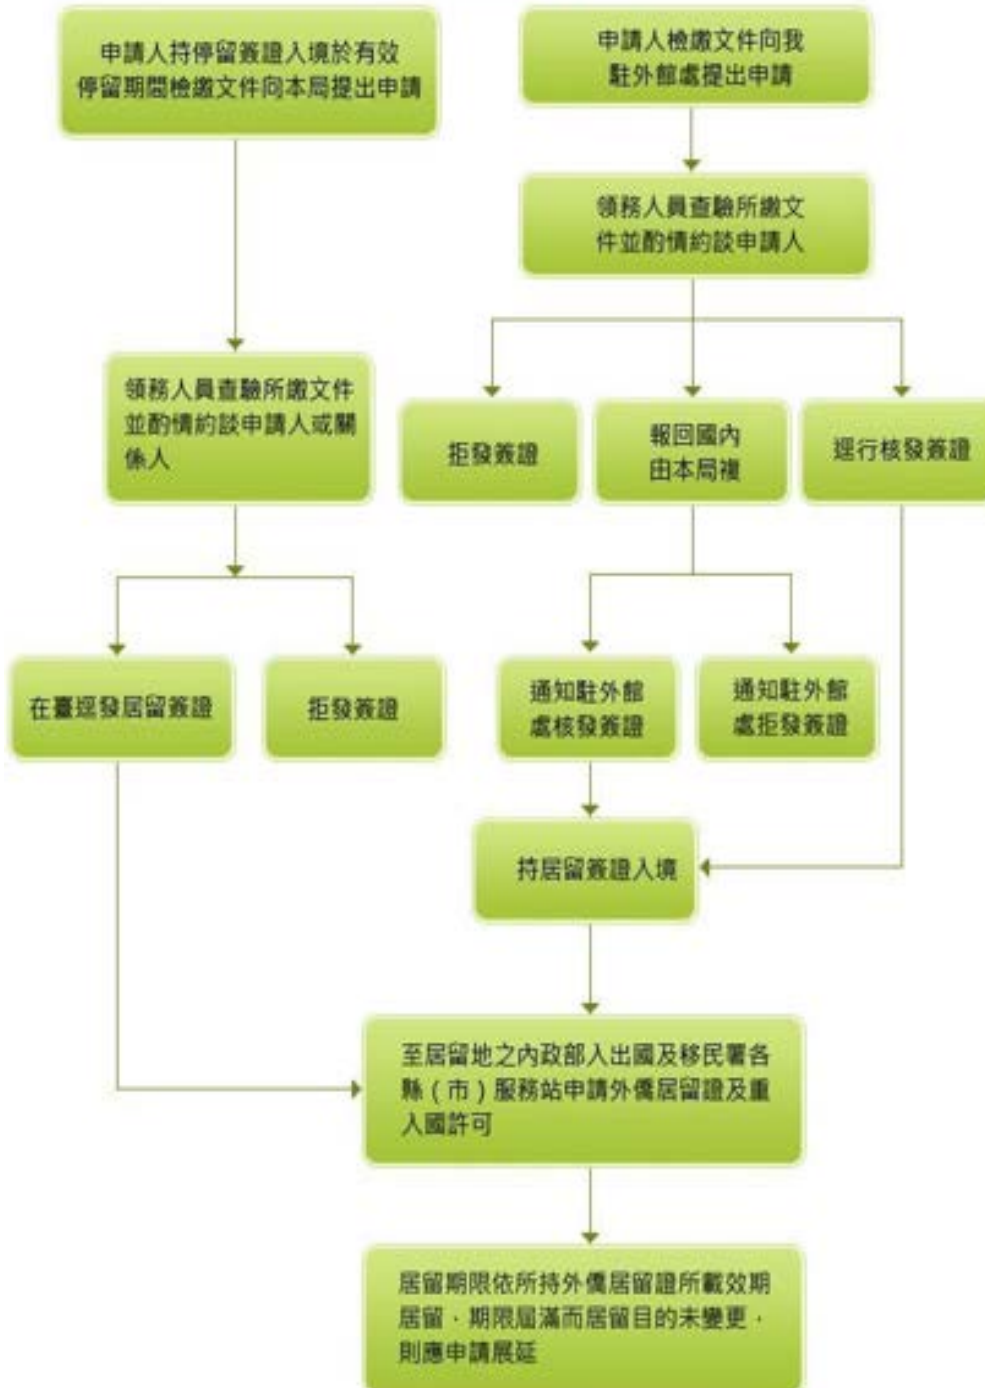 申請人持停留簽證入境於有效
停留期間檢繳文件向本局提出申請
申請人檢繳文件向我
駐外館處提出申請
領務人員查驗所繳文
件並酌情約談申請人
領務人員查驗所繳文件
並酌情約談申請人或關
係人
拒發簽證
報回國內
由本局複
逕行核發簽證
在臺逕發居留簽證
拒發簽證
通知駐外館
處核發簽證
通知駐外館
處拒發簽證
持居留簽證入境
至居留地之內政部入出國及移民署各
縣（市）服務站申請外僑居留證及重
入國許可
居留期限依所持外僑居留證所載效期
居留．期限屆滿而居留目的未變更．
則應申請展延